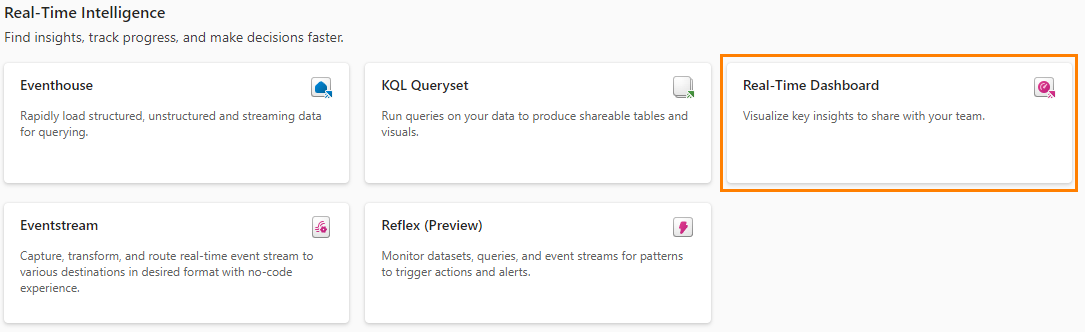 Real-Time Intelligence
Find insights, track progress, and make decisions faster.
Eventhouse
Rapidly load structured, unstructured and streaming data
for querying.
KQL Queryset
Run queries on your data to produce shareable tables and
visuals.
Real-Time Dashboard
Visualize key insights to share with your team.
Eventstream
Capture, transform, and route real-time event stream to
various destinations in desired format with no-code
experience.
Reflex (Preview)
Monitor datasets, queries, and event streams for patterns
to trigger actions and alerts.